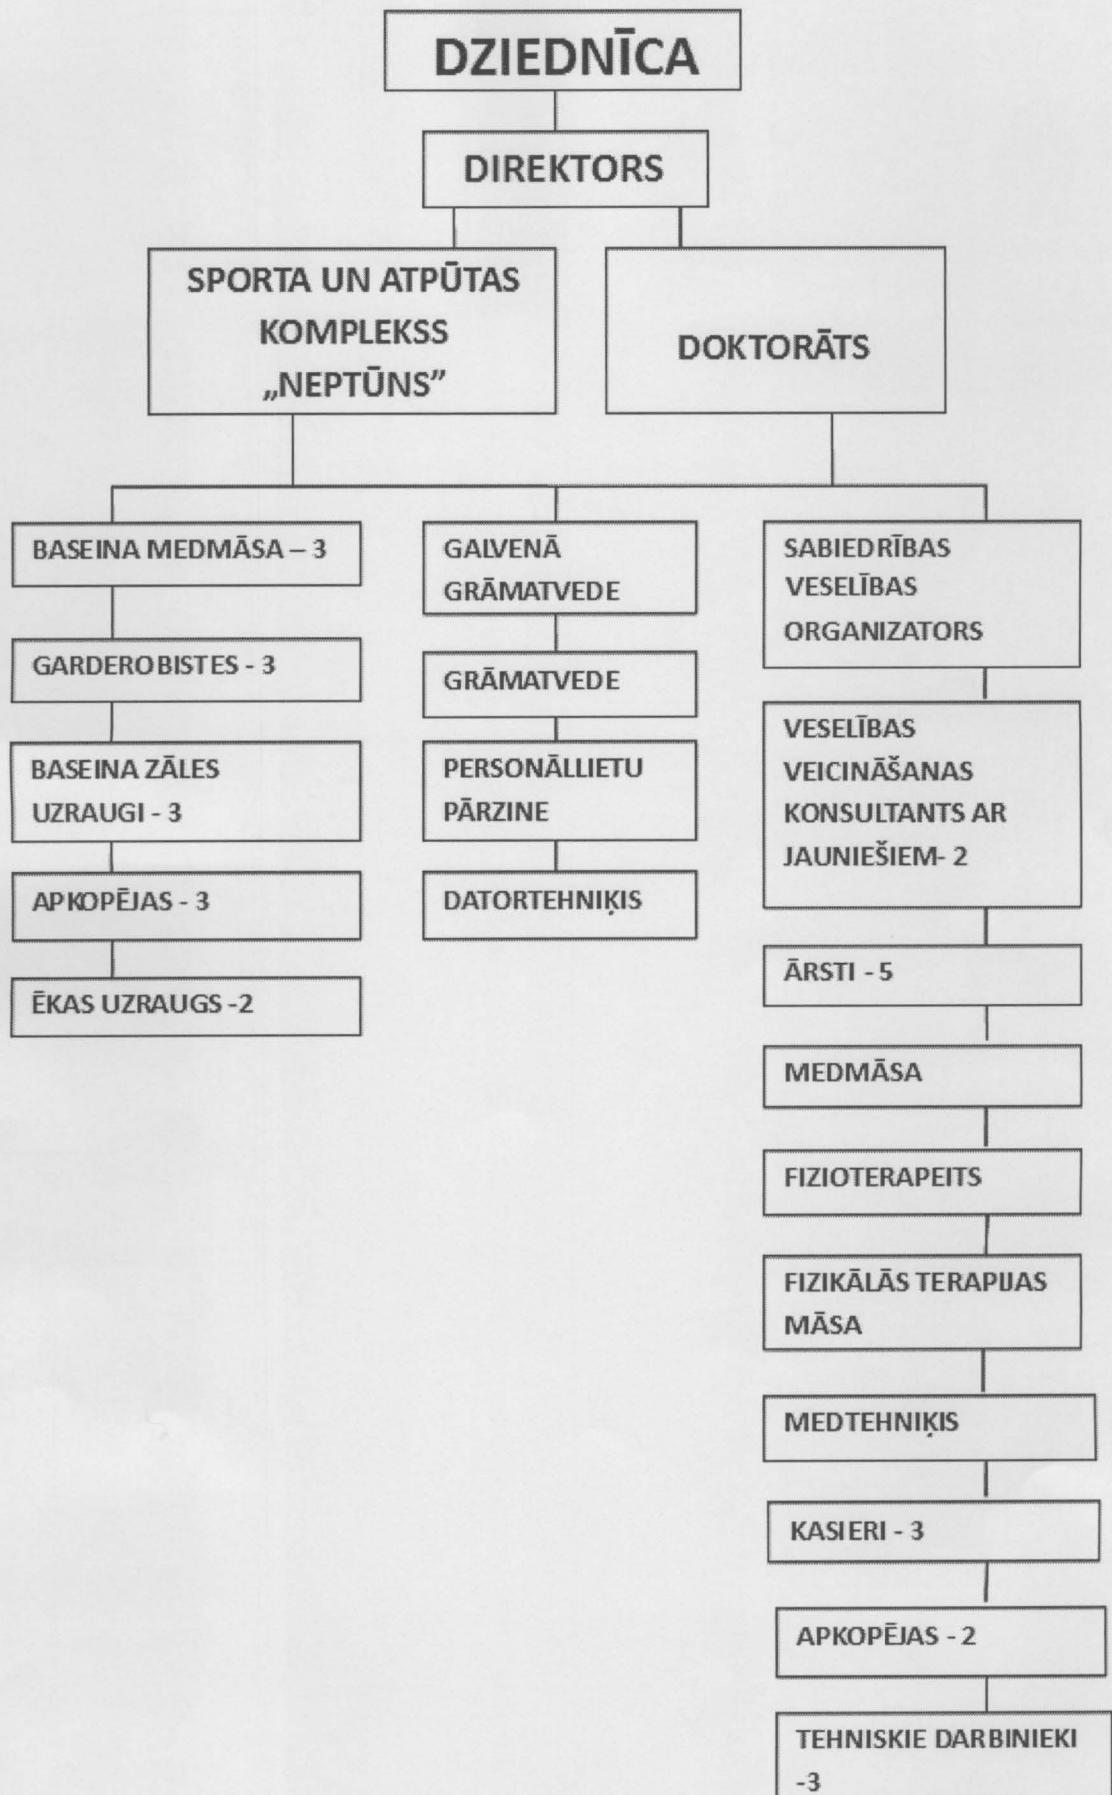 DZIEDNĪCA
DIREKTORS
SPORTA UN ATPŪTAS
KOMPLEKSS
„NEPTŪNS”
DOKTORĀTS
BASEINA MEDMĀSA – 3
GARDEROBISTES - 3
BASEINA ZĀLES
UZRAUGI - 3
APKOPĒJAS - 3
ĒKAS UZRAUGS -2
GALVENĀ
GRĀMATVEDE
GRĀMATVEDE
PERSONĀLLIETU
PĀRZINE
DATORTEHNIĶIS
SABIEDRĪBAS
VESELĪBAS
ORGANIZATORS
VESELĪBAS
VEICINĀŠANAS
KONSULTANTS AR
JAUNIEŠIEM- 2
ĀRSTI - 5
MEDMĀSA
FIZIOTERAPEITS
FIZIKĀLĀS TERAPIJAS
MĀSA
MEDTEHNIĶIS
KASIERI - 3
APKOPĒJAS - 2
TEHNISKIE DARBINIEKI
-3